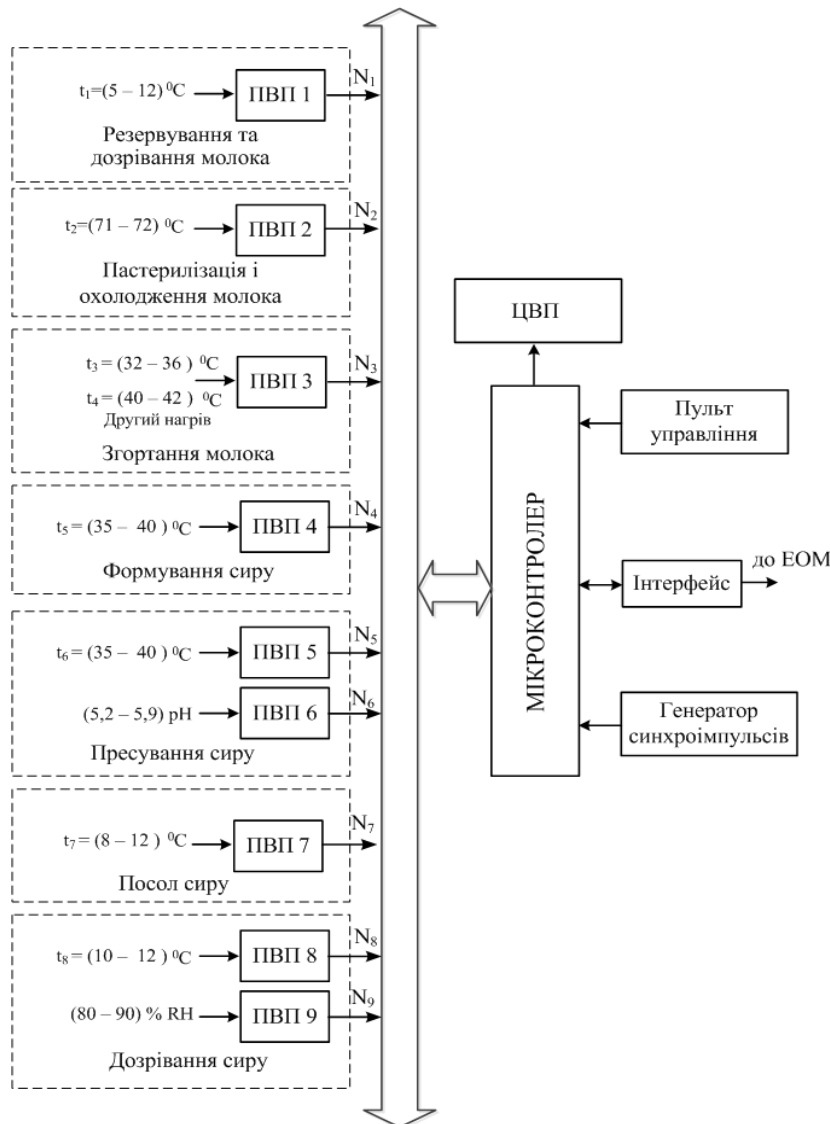 t₁=(5 – 12) ⁰C
ПВП 1
N₁
Резервування та
дозрівання молока
t₂=(71 – 72) ⁰C
ПВП 2
N₂
Пастерилізація і
охолодження молока
t₃ = (32 – 36 ) ⁰C
t₄ = (40 – 42) ⁰C
Другий нагрів
ПВП 3
N₃
Згортання молока
t₅ = (35 – 40 ) ⁰C
ПВП 4
N₄
Формування сиру
t₆ = (35 – 40) ⁰C
ПВП 5
N₅
(5,2 – 5,9) pH
ПВП 6
N₆
Пресування сиру
t₇ = (8 – 12 ) ⁰C
ПВП 7
N₇
Посол сиру
t₈ = (10 – 12 ) ⁰C
ПВП 8
N₈
(80 – 90) % RH
ПВП 9
N₉
Дозрівання сиру
ЦВП
МІКРОКОНТРОЛЕР
Пульт
управління
Інтерфейс
до ЕОМ
Генератор
синхроімпульсів